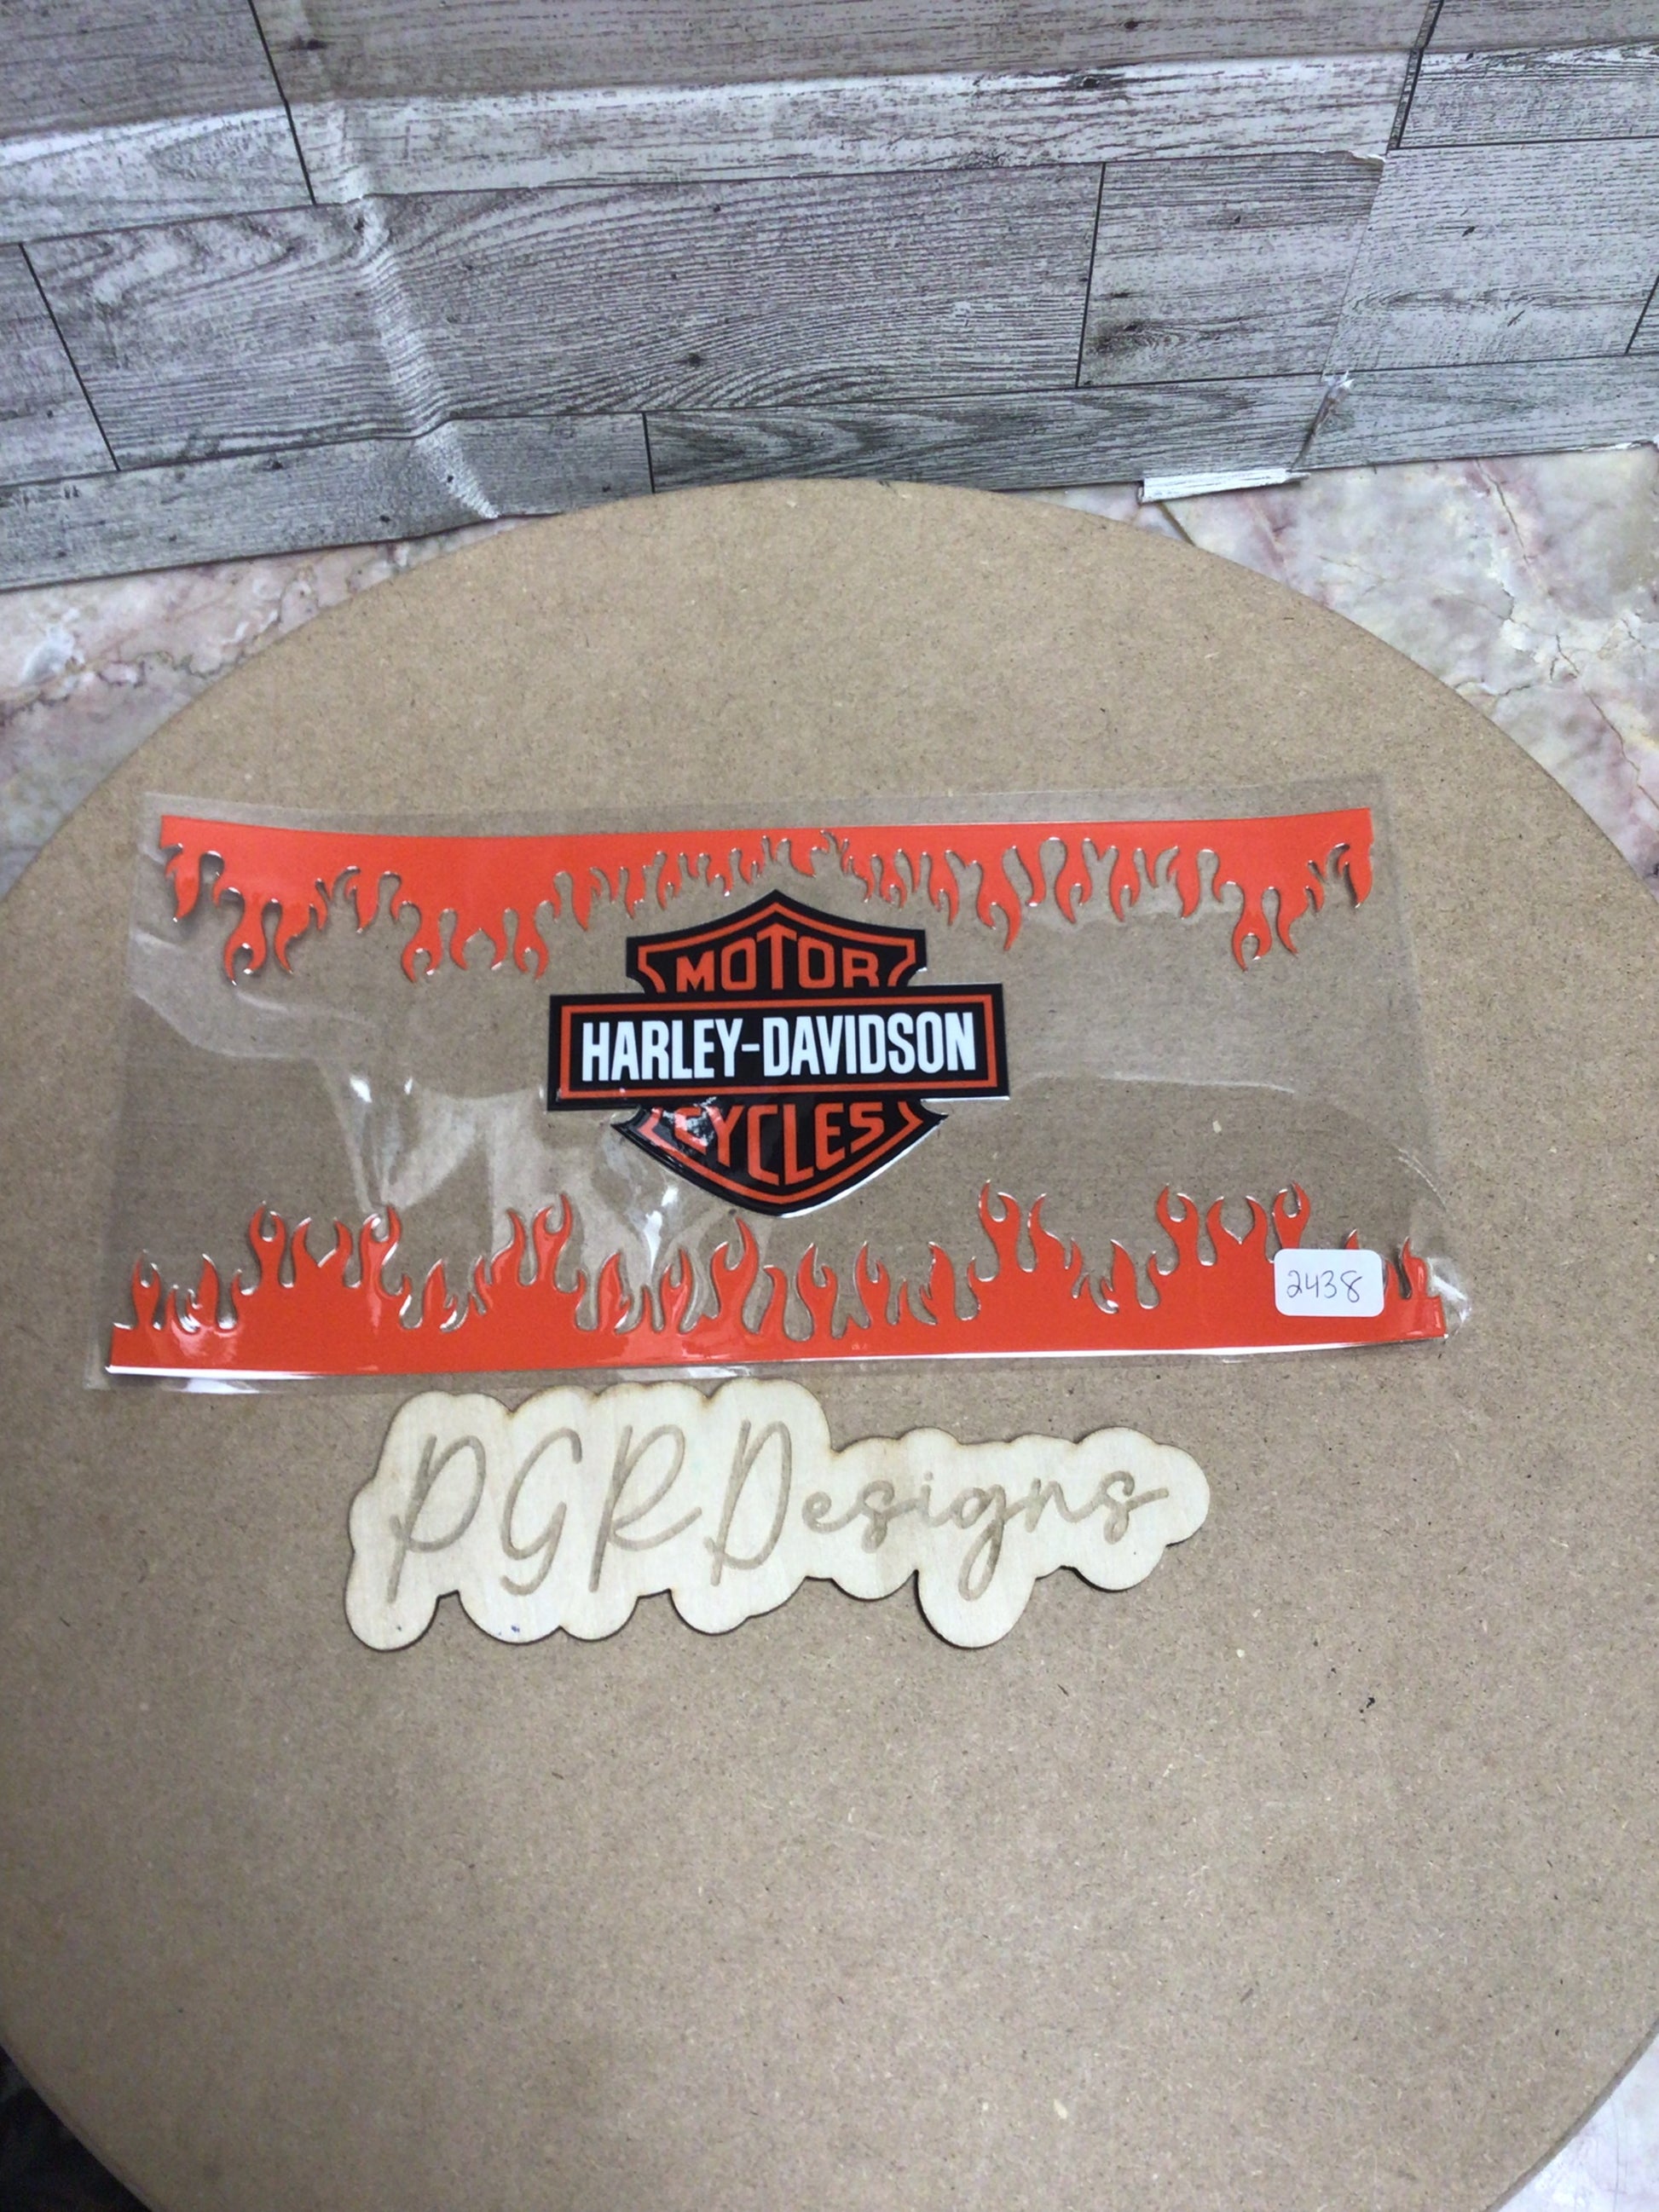 MOTOR
HARLEY-DAVIDSON
CYCLES
2438
PGRDesigns